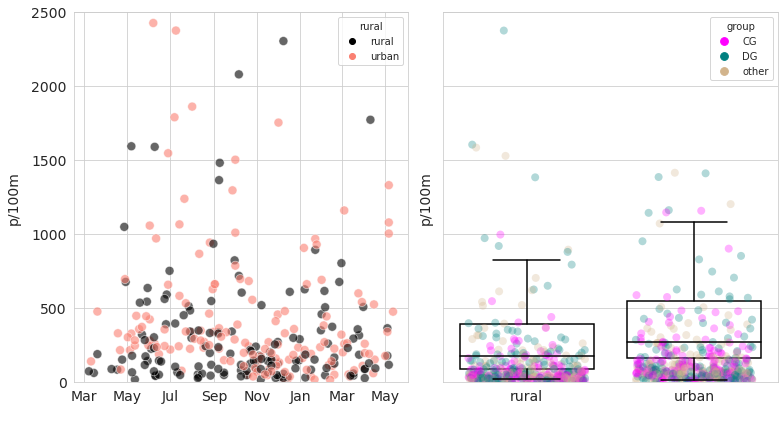 2500
2000
1500
1000
500
0
p/100m
Mar May Jul Sep Nov Jan Mar May
rural
rural
urban
p/100m
group
CG
DG
other
rural urban